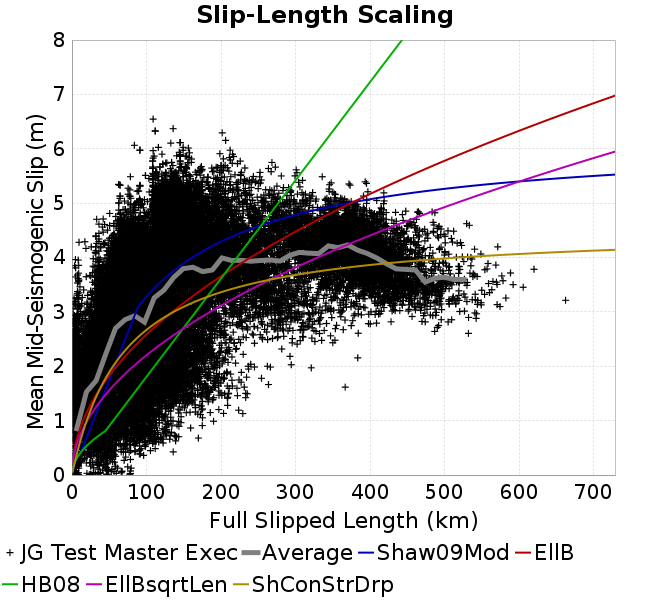 Slip-Length Scaling
Mean Mid-Seismogenic Slip (m)
8
7
6
5
4
3
2
1
0
0 100 200 300 400 500 600 700
Full Slipped Length (km)
JG Test Master Exec Average Shaw09Mod EllB
HB08 EllBsqrtLen ShConStrDrp